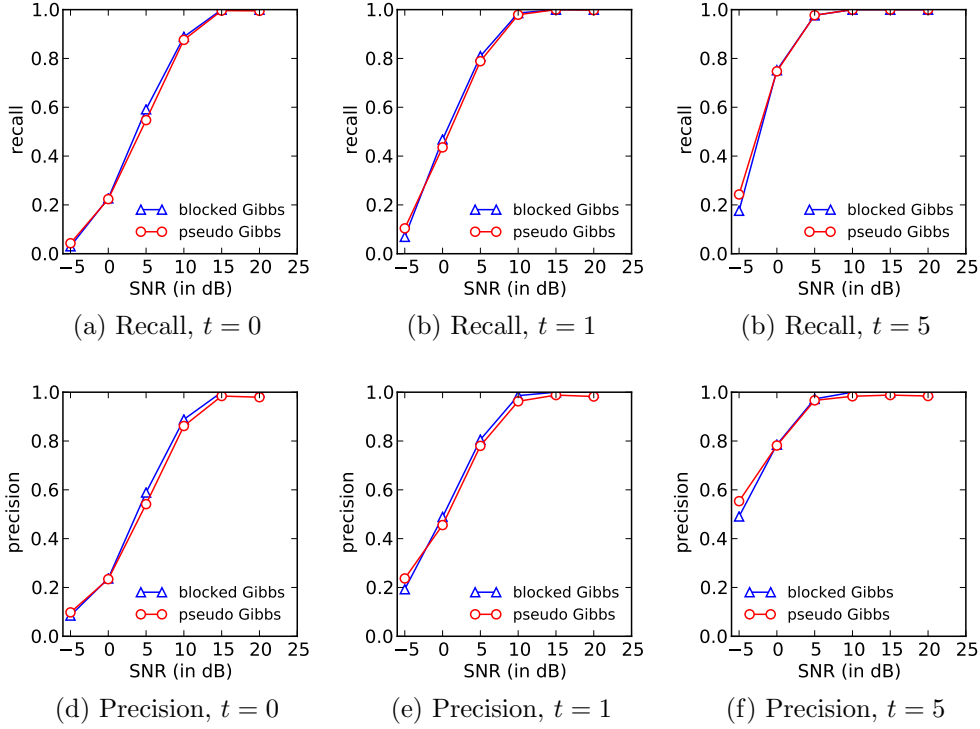 1.0
0.8
0.6
0.4
0.2
0.0
recall
blocked Gibbs
pseudo Gibbs
−5 0 5 10 15 20 25
SNR (in dB)
(a) Recall, t = 0
1.0
0.8
0.6
0.4
0.2
0.0
recall
blocked Gibbs
pseudo Gibbs
−5 0 5 10 15 20 25
SNR (in dB)
(b) Recall, t = 1
1.0
0.8
0.6
0.4
0.2
0.0
recall
blocked Gibbs
pseudo Gibbs
−5 0 5 10 15 20 25
SNR (in dB)
(b) Recall, t = 5
1.0
0.8
0.6
0.4
0.2
0.0
precision
blocked Gibbs
pseudo Gibbs
−5 0 5 10 15 20 25
SNR (in dB)
(d) Precision, t = 0
1.0
0.8
0.6
0.4
0.2
0.0
precision
blocked Gibbs
pseudo Gibbs
−5 0 5 10 15 20 25
SNR (in dB)
(e) Precision, t = 1
1.0
0.8
0.6
0.4
0.2
0.0
precision
blocked Gibbs
pseudo Gibbs
−5 0 5 10 15 20 25
SNR (in dB)
(f) Precision, t = 5